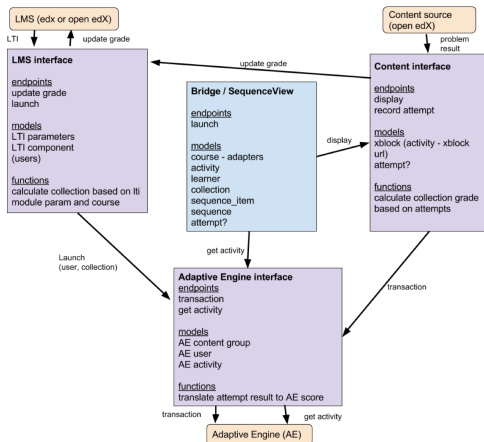 LMS (edx or open edX)
Content source
(open edX)
LTI
update grade
problem
result
LMS interface
endpoints
update grade
launch
models
LTI parameters
LTI component
(users)
functions
calculate collection based on lti
module param and course
update grade
Bridge / SequenceView
endpoints
launch
models
course - adapters
activity
learner
collection
sequence_item
sequence
attempt?
display
Content interface
endpoints
display
record attempt
models
xblock (activity - xblock
url)
attempt?
functions
calculate collection grade
based on attempts
Launch
(user, collection)
get activity
transaction
Adaptive Engine interface
endpoints
transaction
get activity
models
AE content group
AE user
AE activity
functions
translate attempt result to AE score
transaction
get activity
Adaptive Engine (AE)